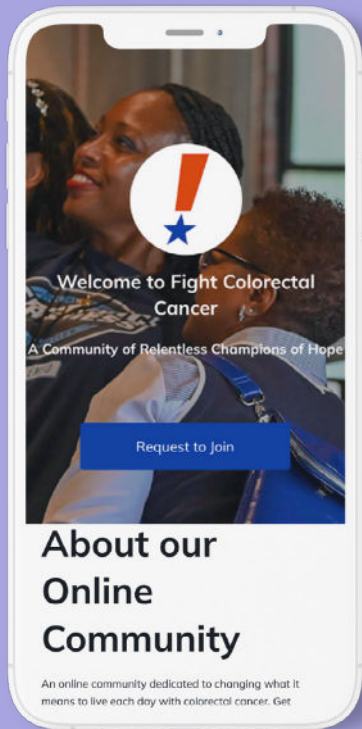 Welcome to Fight Colorectal
Cancer
A Community of Relentless Champions of Hope
Request to Join
About our
Online
Community
An online community dedicated to changing what it
means to live each day with colorectal cancer. Get